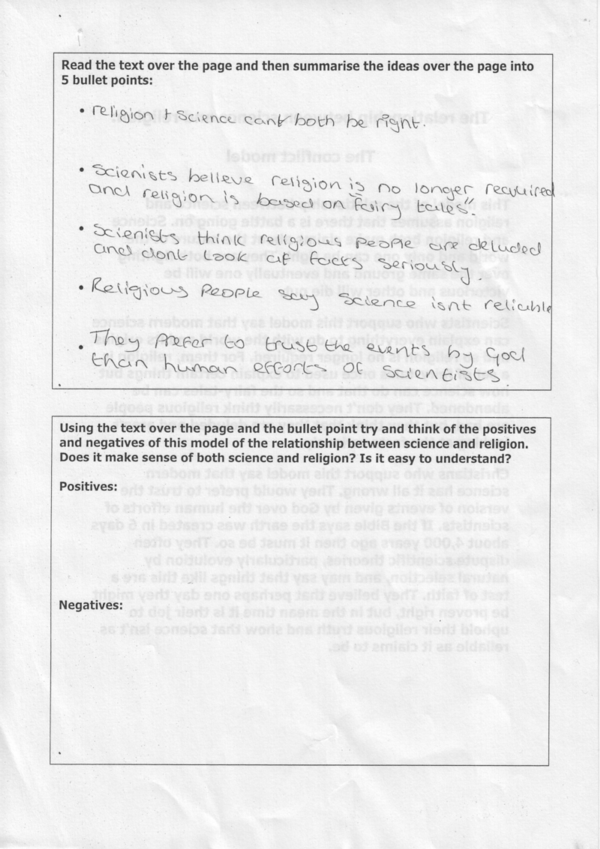 Read the text over the page and then summarise the ideas over the page into
5 bullet points:
• religion + Science cant both be right.
• Scienists believe religion is no longer required
and religion is based on "fairy tales".
• Scienists think religious people are deluded
and dont look at facts seriously.
• Religious People say science isnt reliable
• They Prefer to trust the events by God
than human efforts of scientists.
Using the text over the page and the bullet point try and think of the positives
and negatives of this model of the relationship between science and religion.
Does it make sense of both science and religion? Is it easy to understand?
Positives:
Negatives: